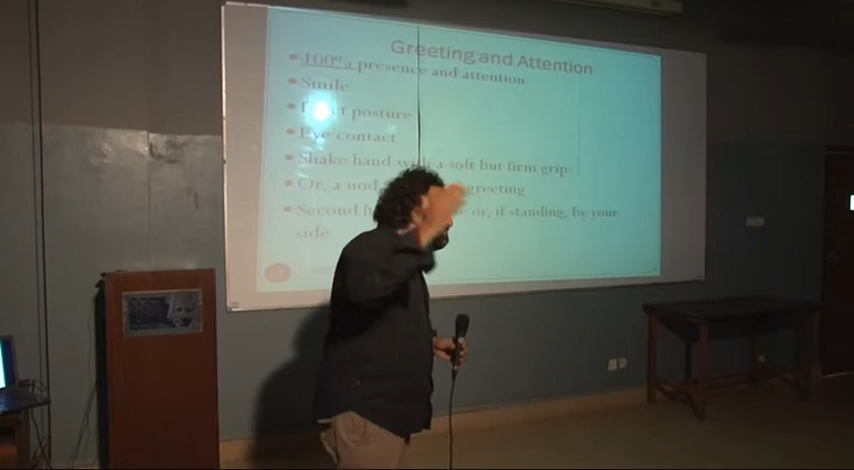 Greeting and Attention
100% presence and attention
Smile
posture
Eye contact
Shake hand with a soft but firm grip
Or, a nod greeting
Second or, if standing, by your
side